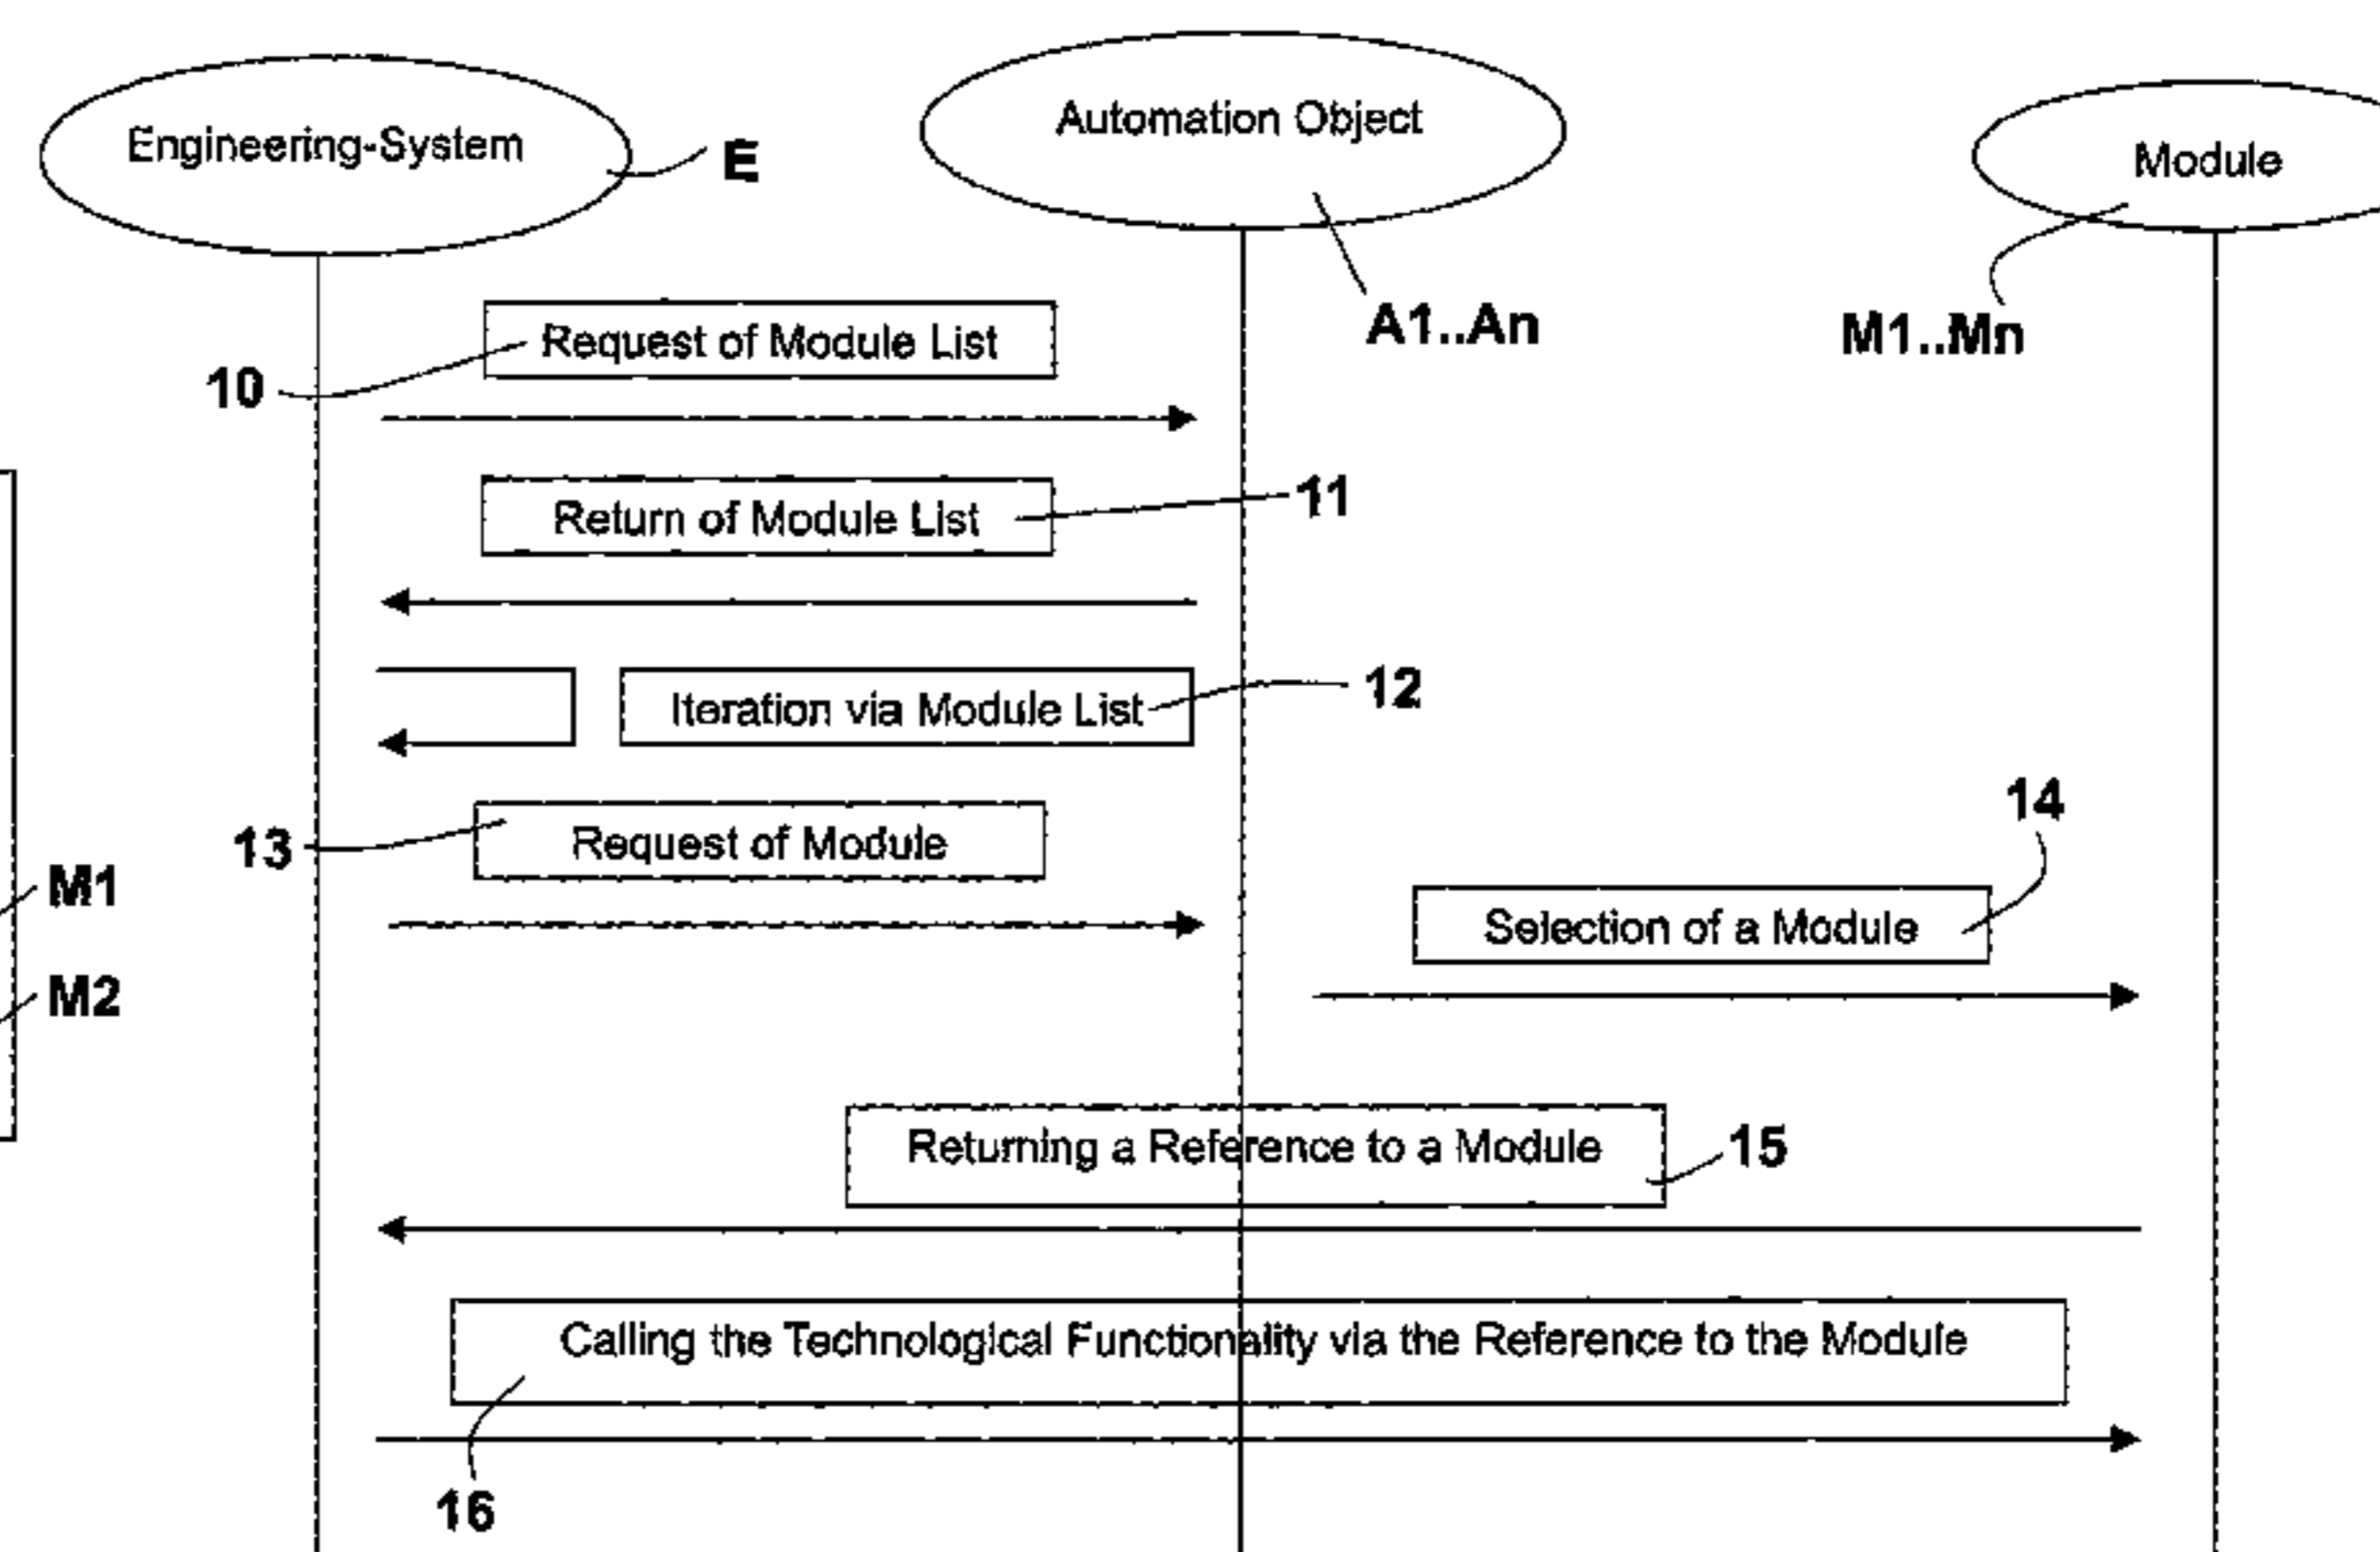 Engineering-System
E
Automation Object
A1..An
Module
M1..Mn
Request of Module List
10
Return of Module List
11
Iteration via Module List
12
Request of Module
13
14
Selection of a Module
M1
M2
Returning a Reference to a Module
15
Calling the Technological Functionality via the Reference to the Module
16